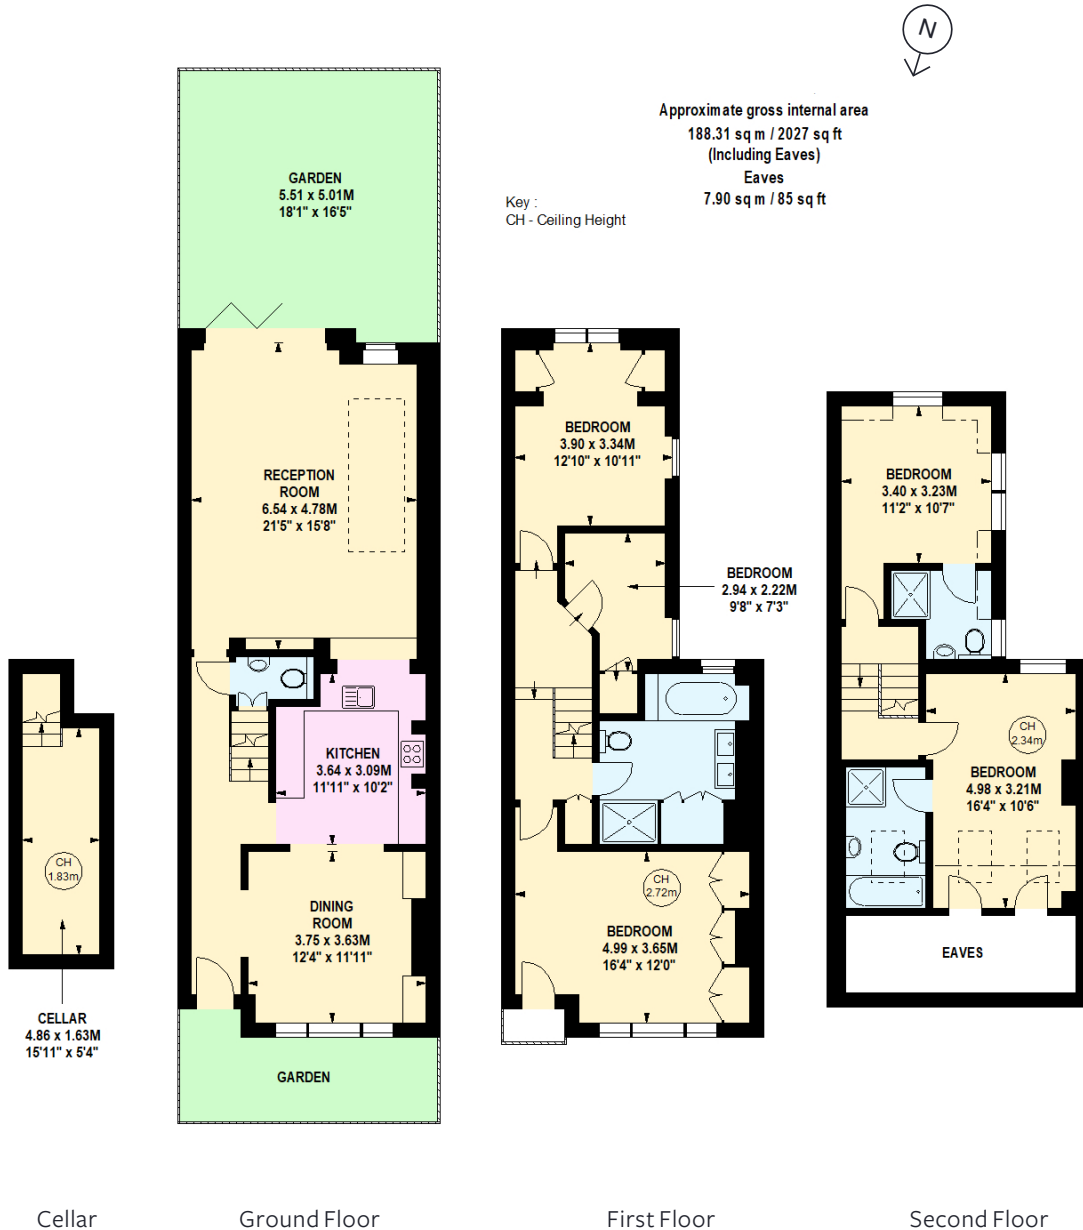 N
Approximate gross internal area
188.31 sq m / 2027 sq ft
(Including Eaves)
Eaves
7.90 sq m / 85 sq ft
Key :
CH - Ceiling Height
GARDEN
5.51 x 5.01M
18'1" x 16'5"
RECEPTION
ROOM
6.54 x 4.78M
21'5" x 15'8"
KITCHEN
3.64 x 3.09M
11'11" x 10'2"
DINING
ROOM
3.75 x 3.63M
12'4" x 11'11"
GARDEN
CH
1.83m
CELLAR
4.86 x 1.63M
15'11" x 5'4"
BEDROOM
3.90 x 3.34M
12'10" x 10'11"
BEDROOM
2.94 x 2.22M
9'8" x 7'3"
CH
2.72m
BEDROOM
4.99 x 3.65M
16'4" x 12'0"
BEDROOM
3.40 x 3.23M
11'2" x 10'7"
CH
2.34m
BEDROOM
4.98 x 3.21M
16'4" x 10'6"
EAVES
Cellar
Ground Floor
First Floor
Second Floor